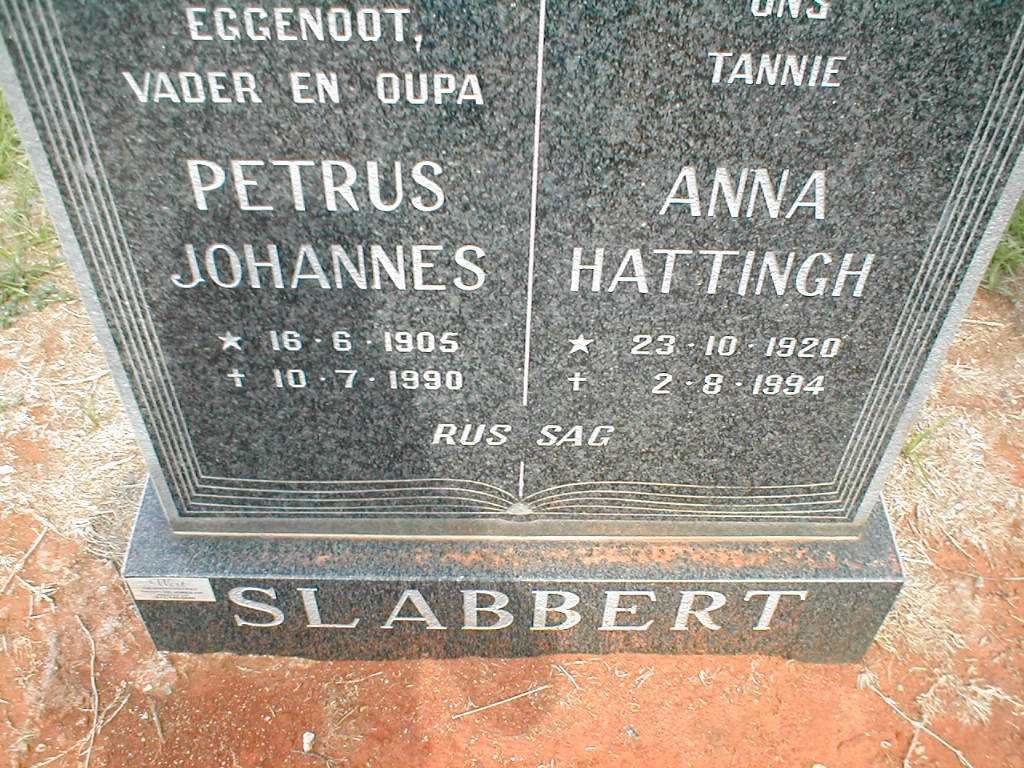 EGGENOOT,
VADER EN OUPA
PETRUS
JOHANNES
★ 16·6·1905
✝ 10·7·1990
ONS
TANNIE
ANNA
HATTINGH
★ 23·10·1920
✝ 2·8·1994
RUS SAG
SLABBERT